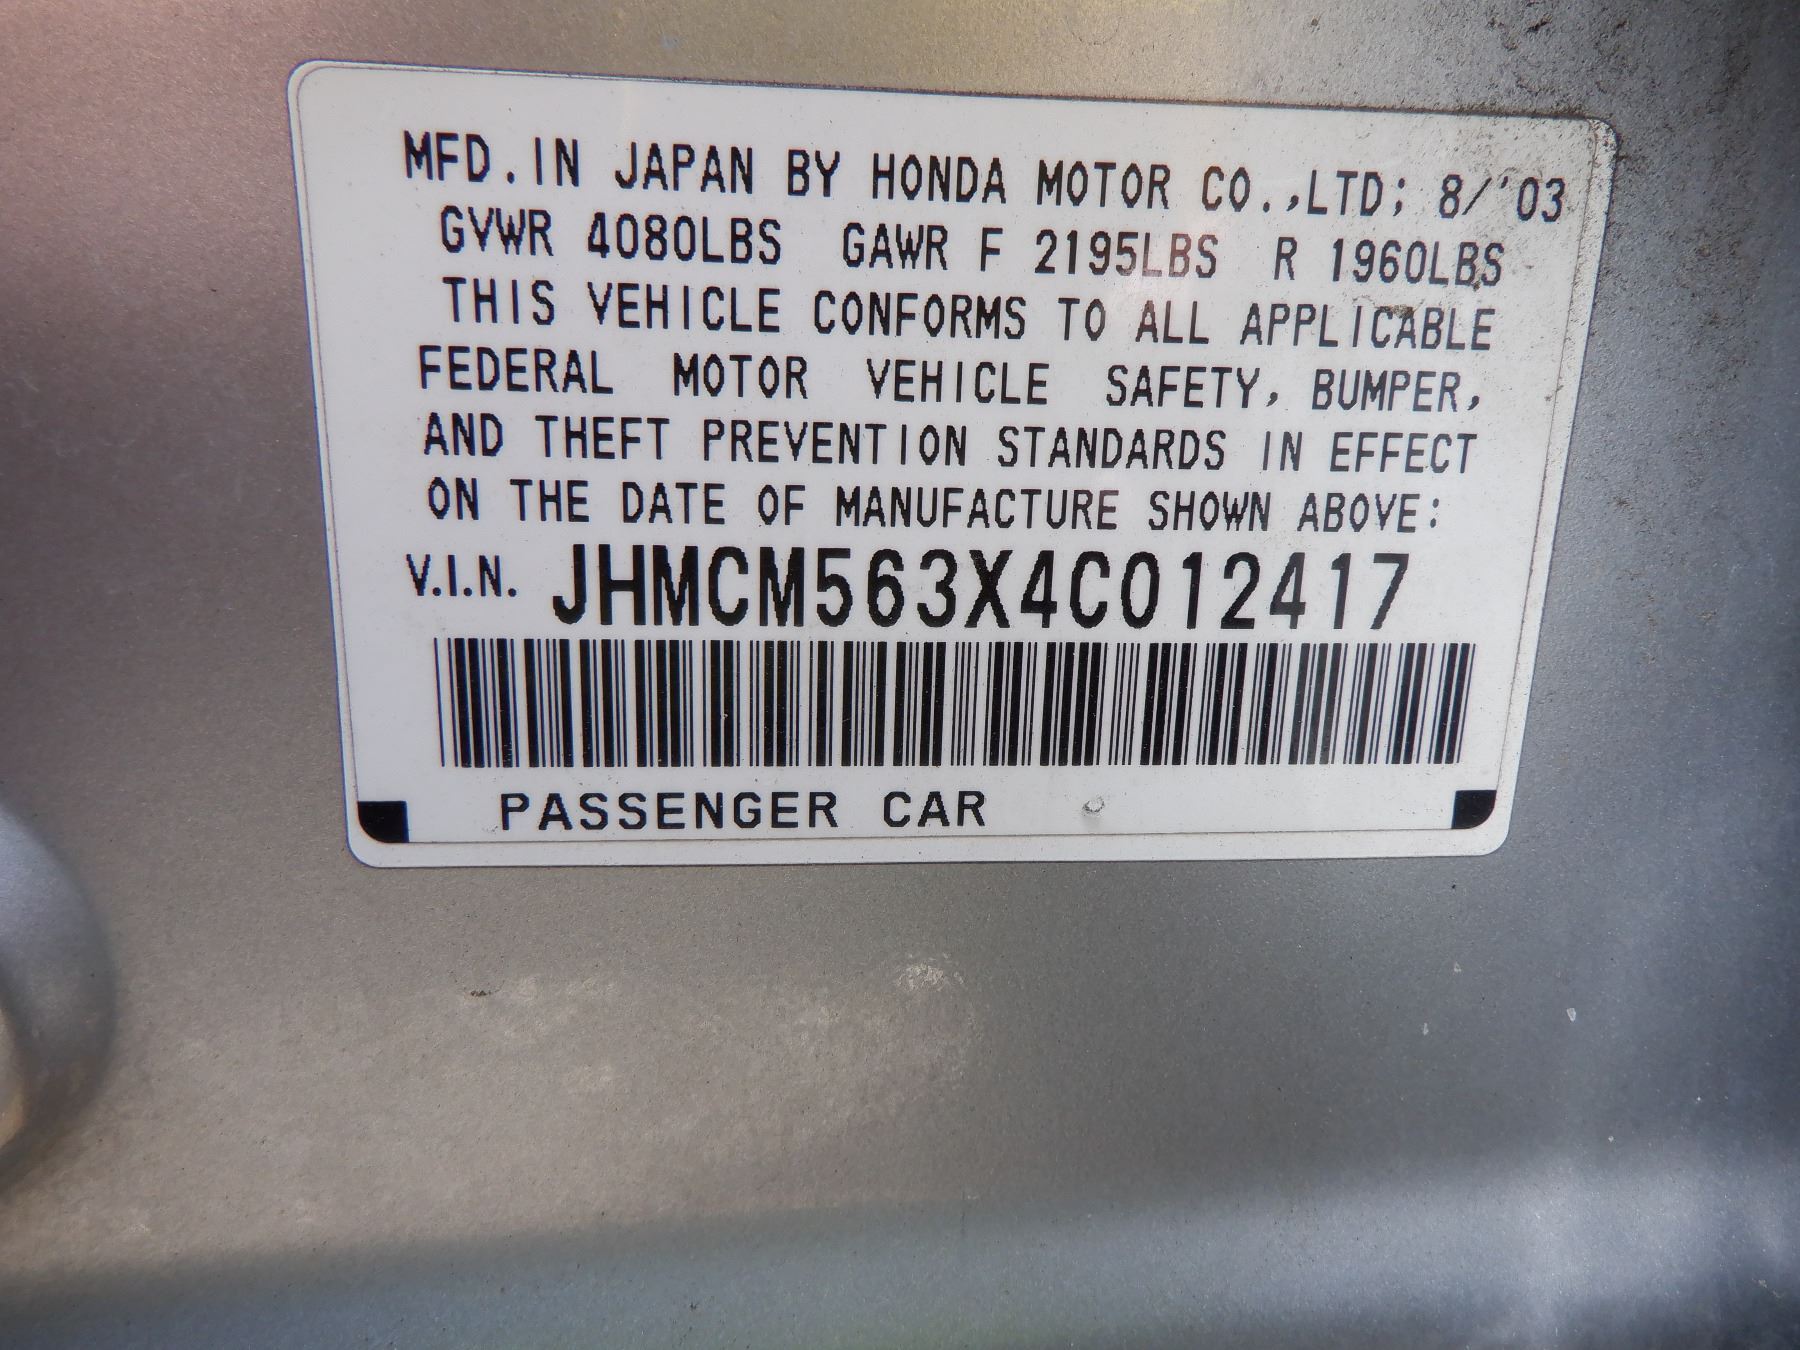 MFD. IN JAPAN BY HONDA MOTOR CO.,LTD; 8/'03
GVWR 4080LBS GAWR F 2195LBS R 1960LBS
THIS VEHICLE CONFORMS TO ALL APPLICABLE
FEDERAL MOTOR VEHICLE SAFETY, BUMPER,
AND THEFT PREVENTION STANDARDS IN EFFECT
ON THE DATE OF MANUFACTURE SHOWN ABOVE:
V.I.N. JHMCM563X4C012417
PASSENGER CAR